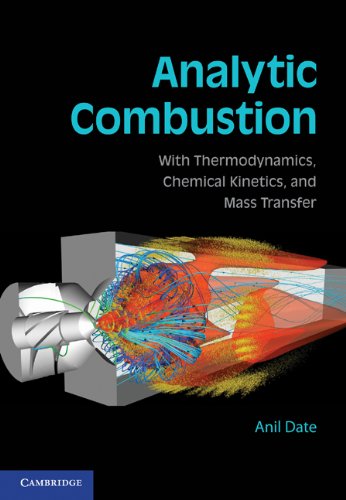 Analytic
Combustion
With Thermodynamics,
Chemical Kinetics, and
Mass Transfer
Anil Date
CAMBRIDGE